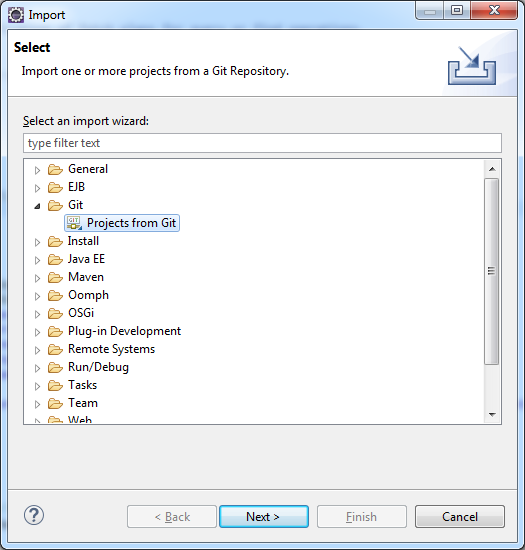 Import
Select
Import one or more projects from a Git Repository.
Select an import wizard:
type filter text
General
EJB
Git
GIT Projects from Git
Install
Java EE
Maven
Oomph
OSGi
Plug-in Development
Remote Systems
Run/Debug
Tasks
Team
Web
? < Back Next > Finish Cancel